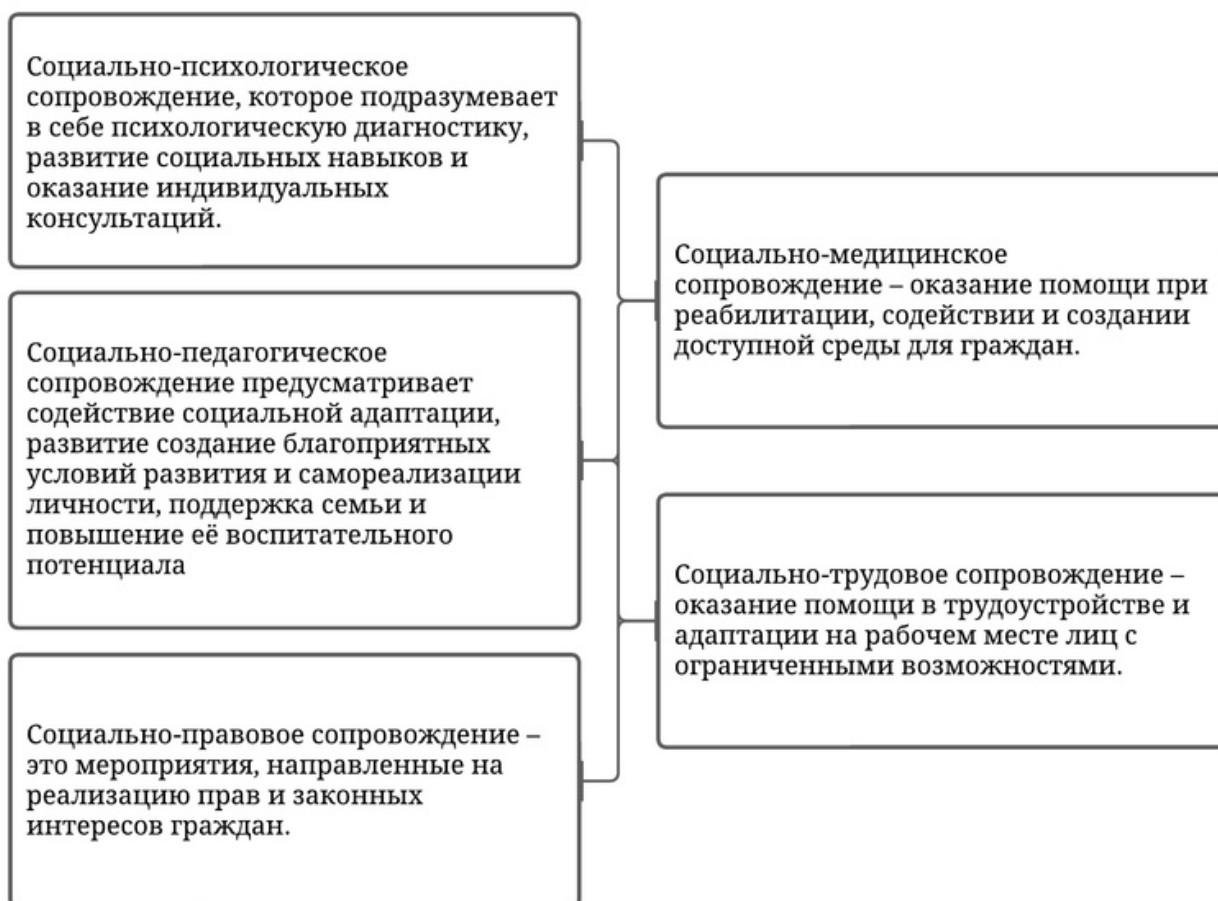 Социально-психологическое
сопровождение, которое подразумевает
в себе психологическую диагностику,
развитие социальных навыков и
оказание индивидуальных
консультаций.
Социально-педагогическое
сопровождение предусматривает
содействие социальной адаптации,
развитие создание благоприятных
условий развития и самореализации
личности, поддержка семьи и
повышение её воспитательного
потенциала
Социально-правовое сопровождение –
это мероприятия, направленные на
реализацию прав и законных
интересов граждан.
Социально-медицинское
сопровождение – оказание помощи при
реабилитации, содействии и создании
доступной среды для граждан.
Социально-трудовое сопровождение –
оказание помощи в трудоустройстве и
адаптации на рабочем месте лиц с
ограниченными возможностями.